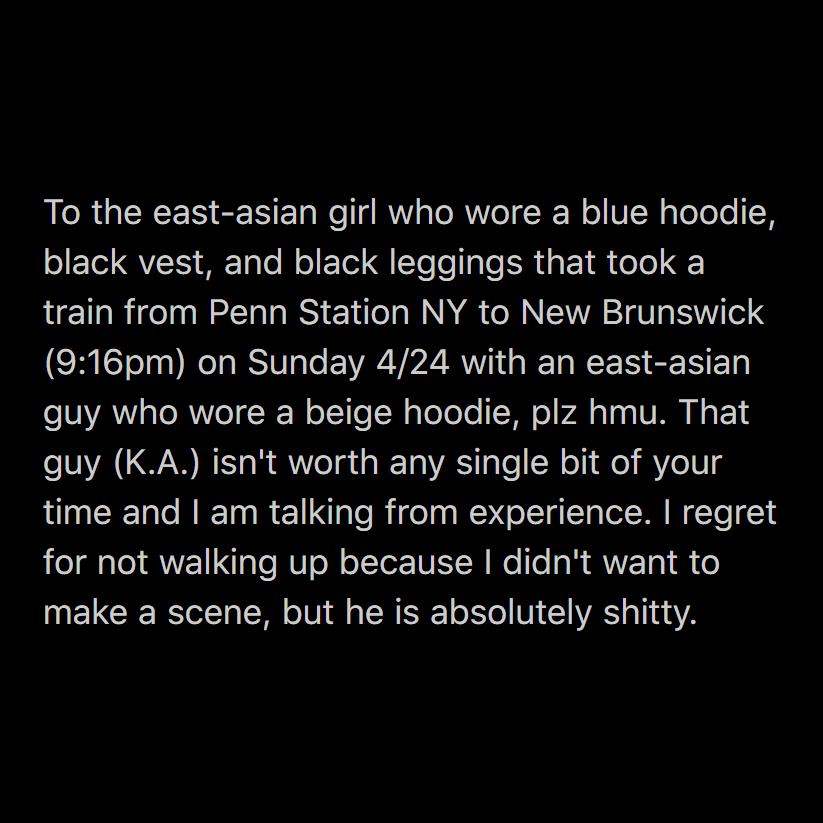 To the east-asian girl who wore a blue hoodie,
black vest, and black leggings that took a
train from Penn Station NY to New Brunswick
(9:16pm) on Sunday 4/24 with an east-asian
guy who wore a beige hoodie, plz hmu. That
guy (K.A.) isn't worth any single bit of your
time and I am talking from experience. I regret
for not walking up because I didn't want to
make a scene, but he is absolutely shitty.